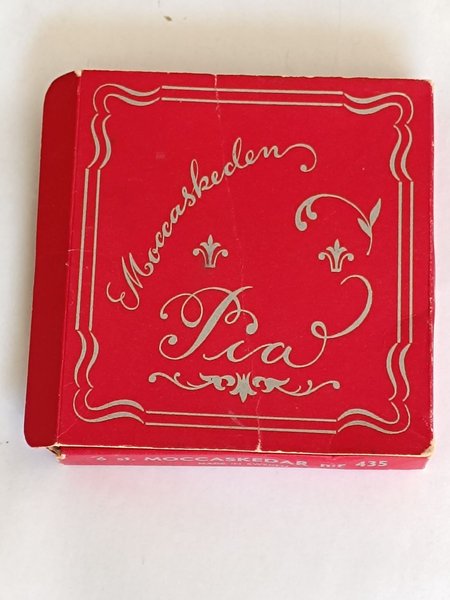 Moccaskeden
Pia
6 st. MOCCASKEDAR nr 435
MADE IN SWEDEN